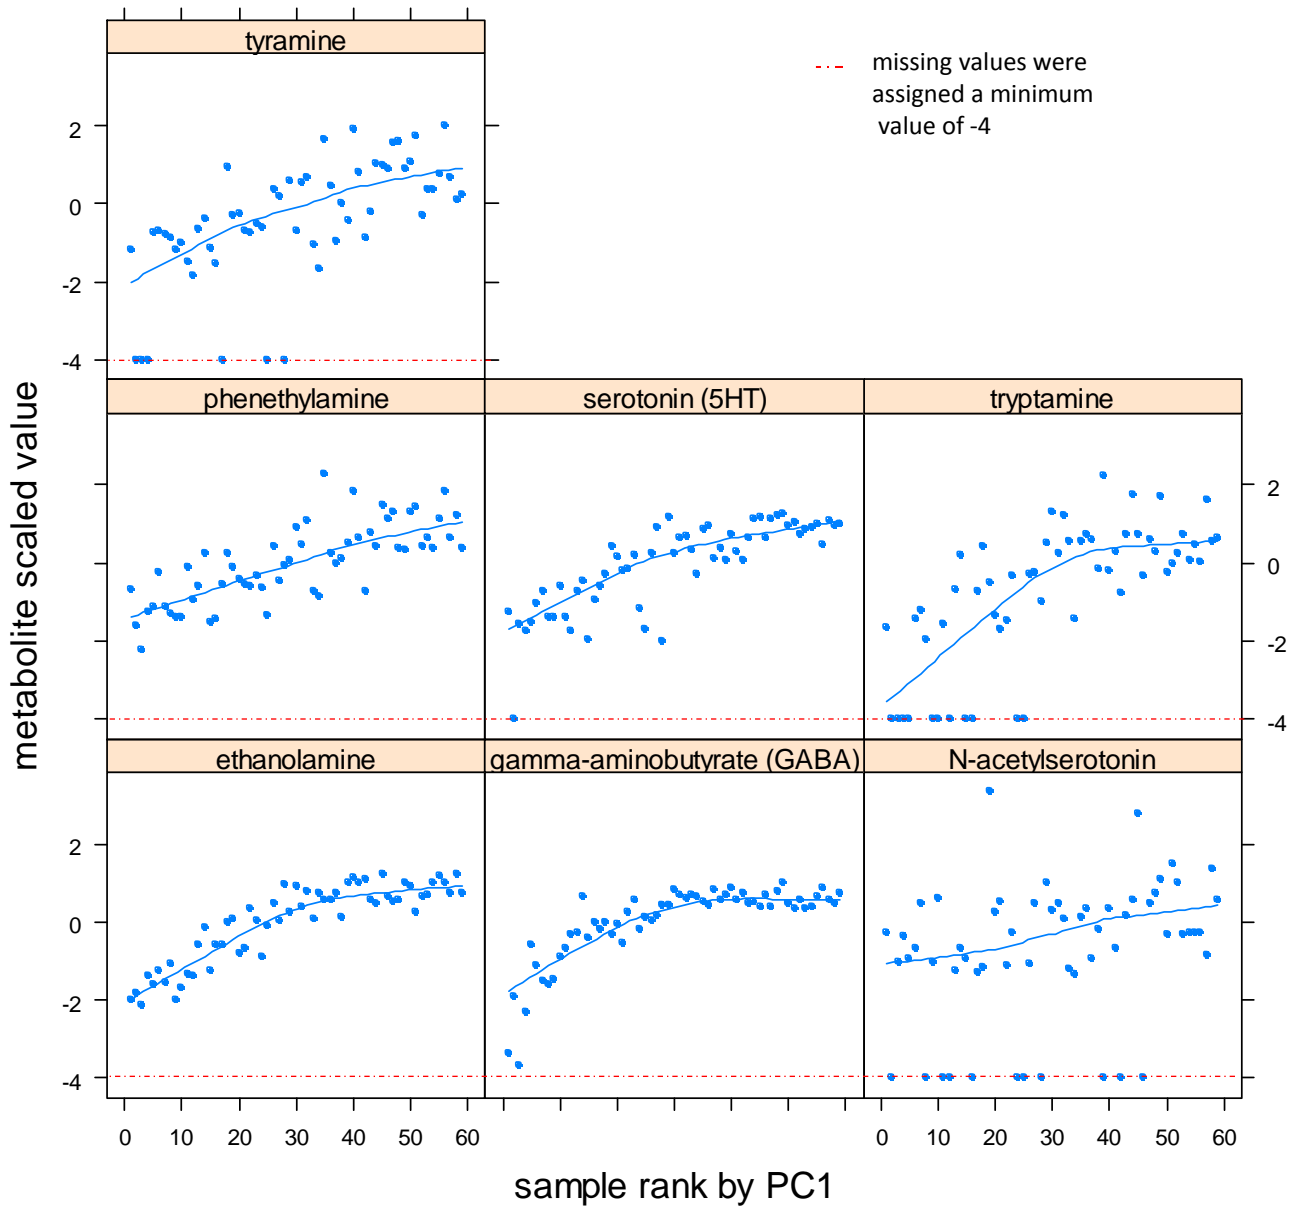 tyramine
missing values were
assigned a minimum
value of -4
2
0
-2
-4
metabolite scaled value
phenethylamine
serotonin (5HT)
tryptamine
2
0
-2
-4
ethanolamine
gamma-aminobutyrate (GABA)
N-acetylserotonin
2
0
-2
-4
0 10 20 30 40 50 60
0 10 20 30 40 50 60
sample rank by PC1